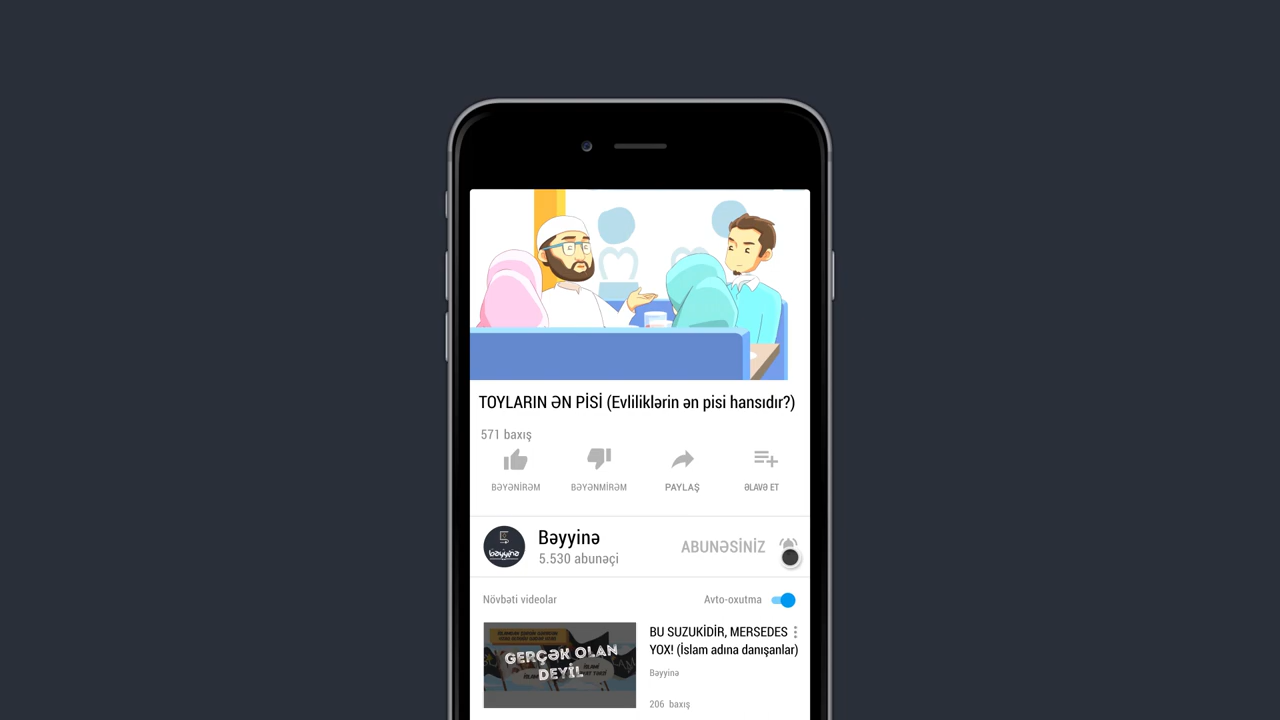 TOYLARIN ƏN PİSİ (Evliliklərin ən pisi hansıdır?)
571 baxış
BƏYƏNİRƏM BƏYƏNMİRƏM PAYLAŞ ƏLAVƏ ET
Bəyyinə
5.530 abunəçi
ABUNƏSİNİZ
bəyyinə
Növbəti videolar
Avto-oxutma
GERÇƏK OLAN
DEYİL
BU SUZUKİDİR, MERSEDES
YOX! (İslam adına danışanlar)
Bəyyinə
206 baxış